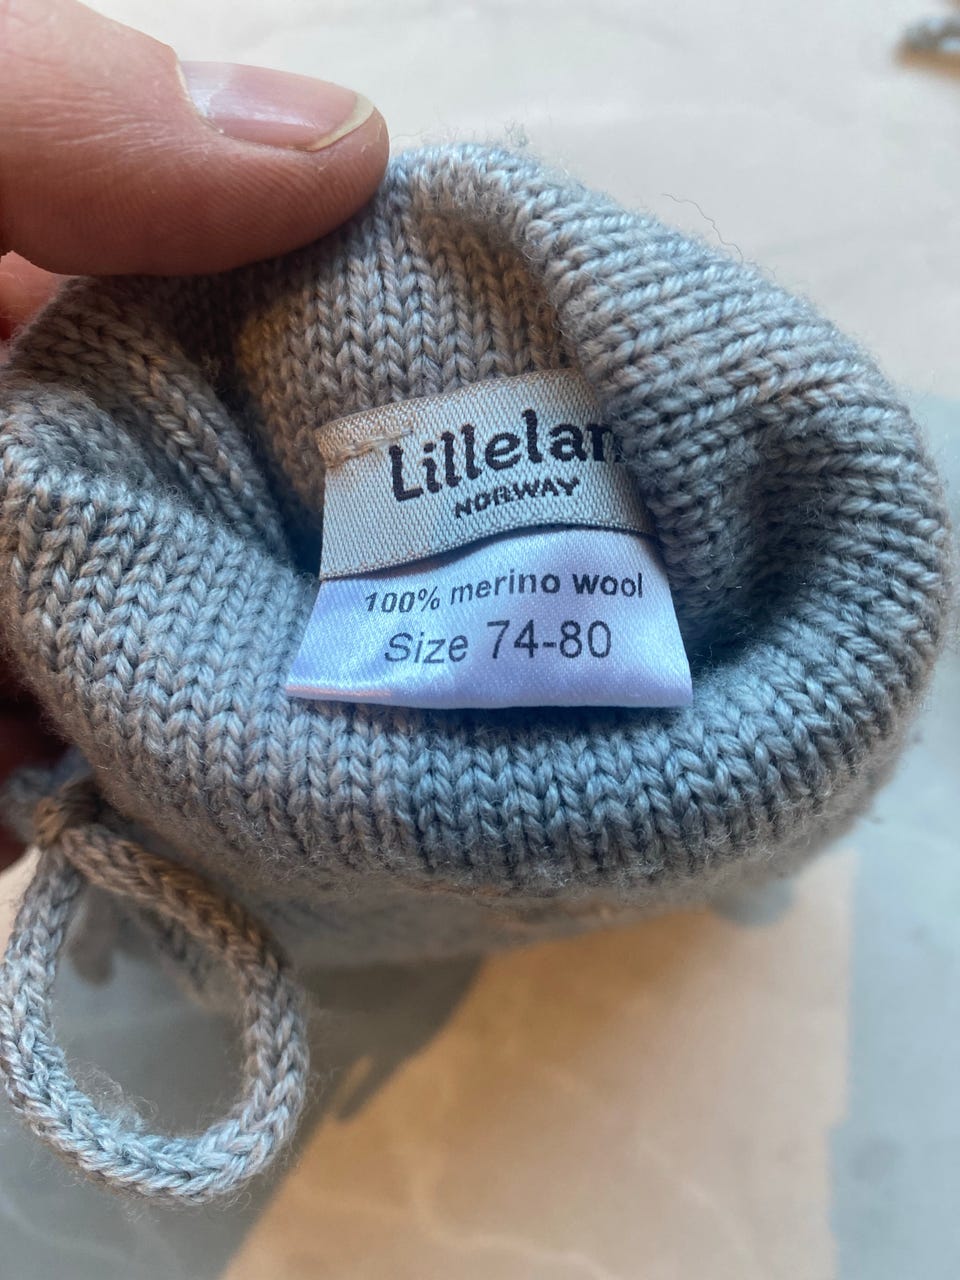 Lillelan
NORWAY
100% merino wool
Size 74-80